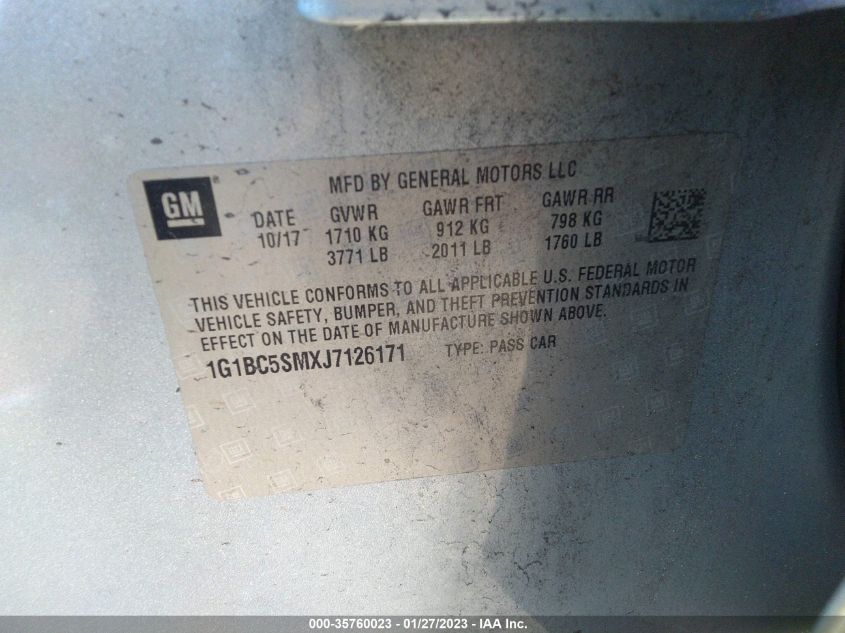 MFD BY GENERAL MOTORS LLC
GM
DATE GVWR GAWR FRT GAWR RR
10/17 1710 KG 912 KG 798 KG
3771 LB 2011 LB 1760 LB
THIS VEHICLE CONFORMS TO ALL APPLICABLE U.S. FEDERAL MOTOR
VEHICLE SAFETY, BUMPER, AND THEFT PREVENTION STANDARDS IN
EFFECT ON THE DATE OF MANUFACTURE SHOWN ABOVE.
1G1BC5SMXJ7126171 TYPE: PASS CAR
000-35760023 - 01/27/2023 - IAA Inc.